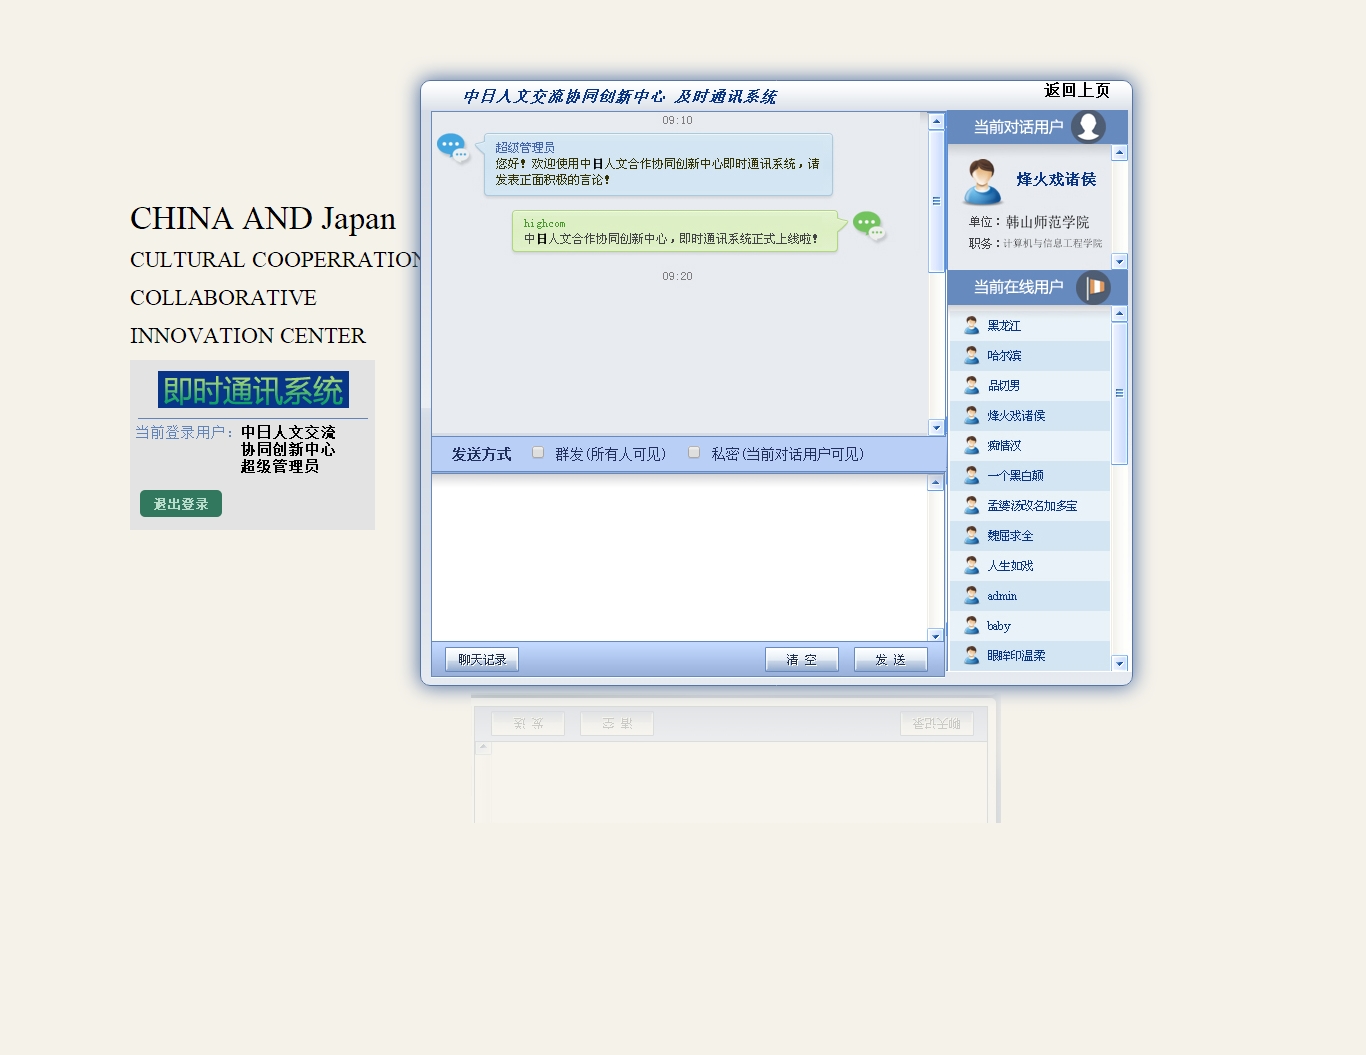 CHINA AND Japan
CULTURAL COOPERRATION
COLLABORATIVE
INNOVATION CENTER
即时通讯系统
当前登录用户：中日人文交流
协同创新中心
超级管理员
退出登录
中日人文交流协同创新中心 及时通讯系统
返回上页
09:10
超级管理员
您好！欢迎使用中日人文合作协同创新中心即时通讯系统，请
发表正面积极的言论！
highcom
中日人文合作协同创新中心，即时通讯系统正式上线啦！
09:20
发送方式 群发(所有人可见) 私密(当前对话用户可见)
聊天记录 清 空 发 送
当前对话用户
烽火戏诸侯
单位：韩山师范学院
职务：计算机与信息工程学院
当前在线用户
黑龙江
哈尔滨
品切男
烽火戏诸侯
痴情汉
一个黑白颠
孟婆汤改名加多宝
魏屈求全
人生如戏
admin
baby
眼眸印温柔
发 送 清 空 聊天记录